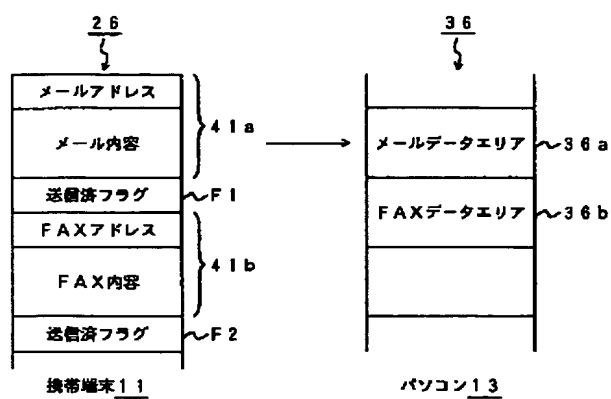 26
メールアドレス
メール内容
41a
送信済フラグ
F1
FAXアドレス
FAX内容
41b
送信済フラグ
F2
携帯端末11
36
メールデータエリア
36a
FAXデータエリア
36b
パソコン13